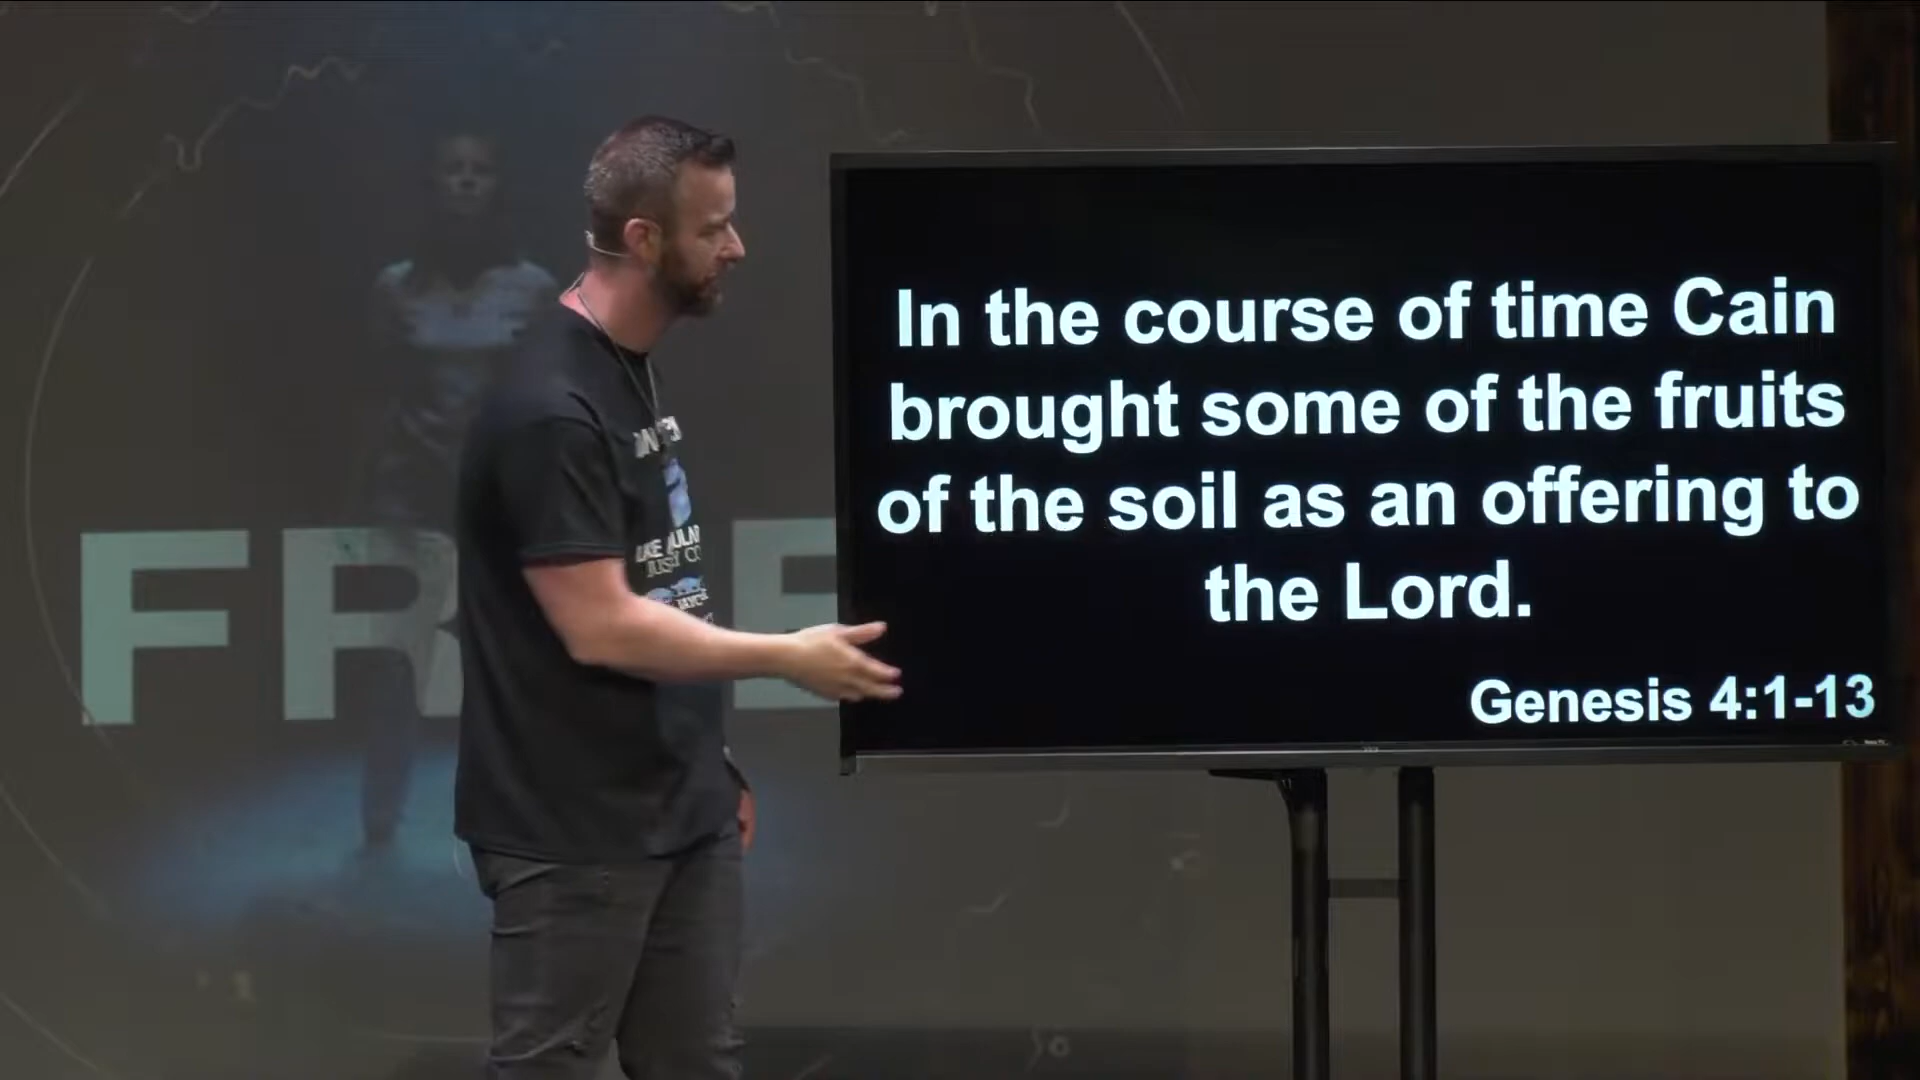 In the course of time Cain
brought some of the fruits
of the soil as an offering to
the Lord.
Genesis 4:1-13